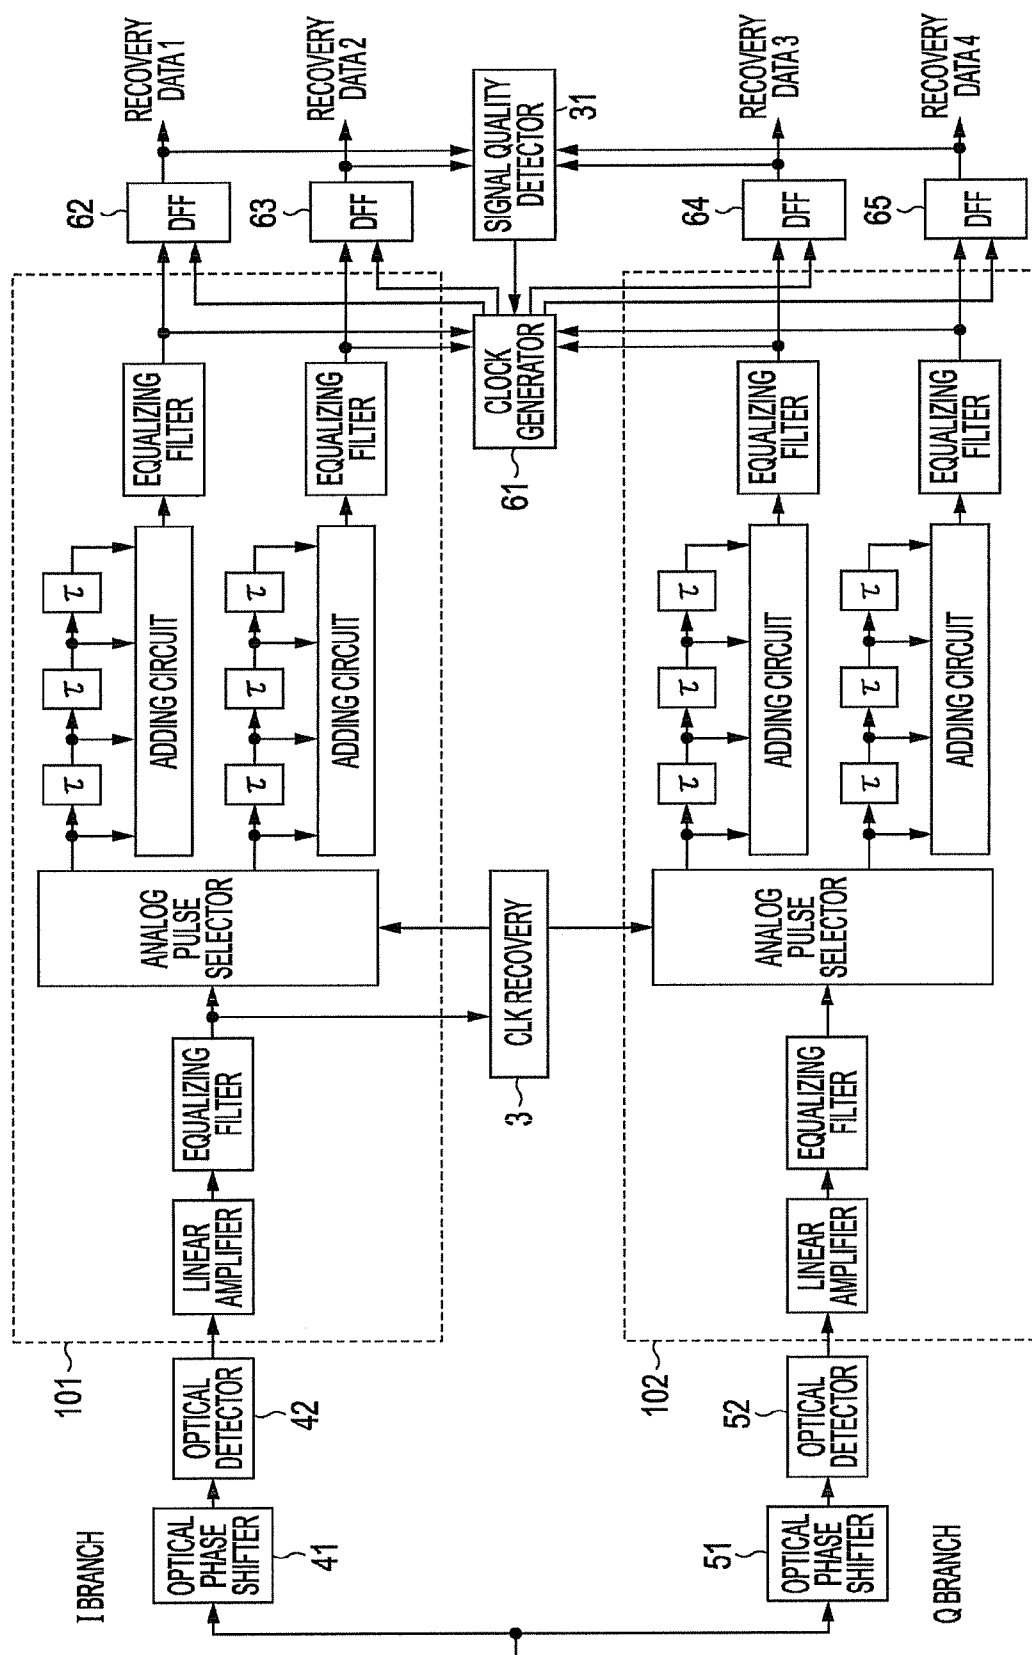 I BRANCH
OPTICAL
PHASE
SHIFTER
41
OPTICAL
DETECTOR
42
101
LINEAR
AMPLIFIER
EQUALIZING
FILTER
ANALOG
PULSE
SELECTOR
τ
τ
τ
ADDING CIRCUIT
EQUALIZING
FILTER
62
DFF
RECOVERY
DATA 1
τ
τ
τ
ADDING CIRCUIT
EQUALIZING
FILTER
63
DFF
RECOVERY
DATA 2
3
CLK RECOVERY
61
CLOCK
GENERATOR
SIGNAL QUALITY
DETECTOR
31
Q BRANCH
51
OPTICAL
PHASE
SHIFTER
52
OPTICAL
DETECTOR
102
LINEAR
AMPLIFIER
EQUALIZING
FILTER
ANALOG
PULSE
SELECTOR
τ
τ
τ
ADDING CIRCUIT
EQUALIZING
FILTER
64
DFF
RECOVERY
DATA 3
τ
τ
τ
ADDING CIRCUIT
EQUALIZING
FILTER
65
DFF
RECOVERY
DATA 4